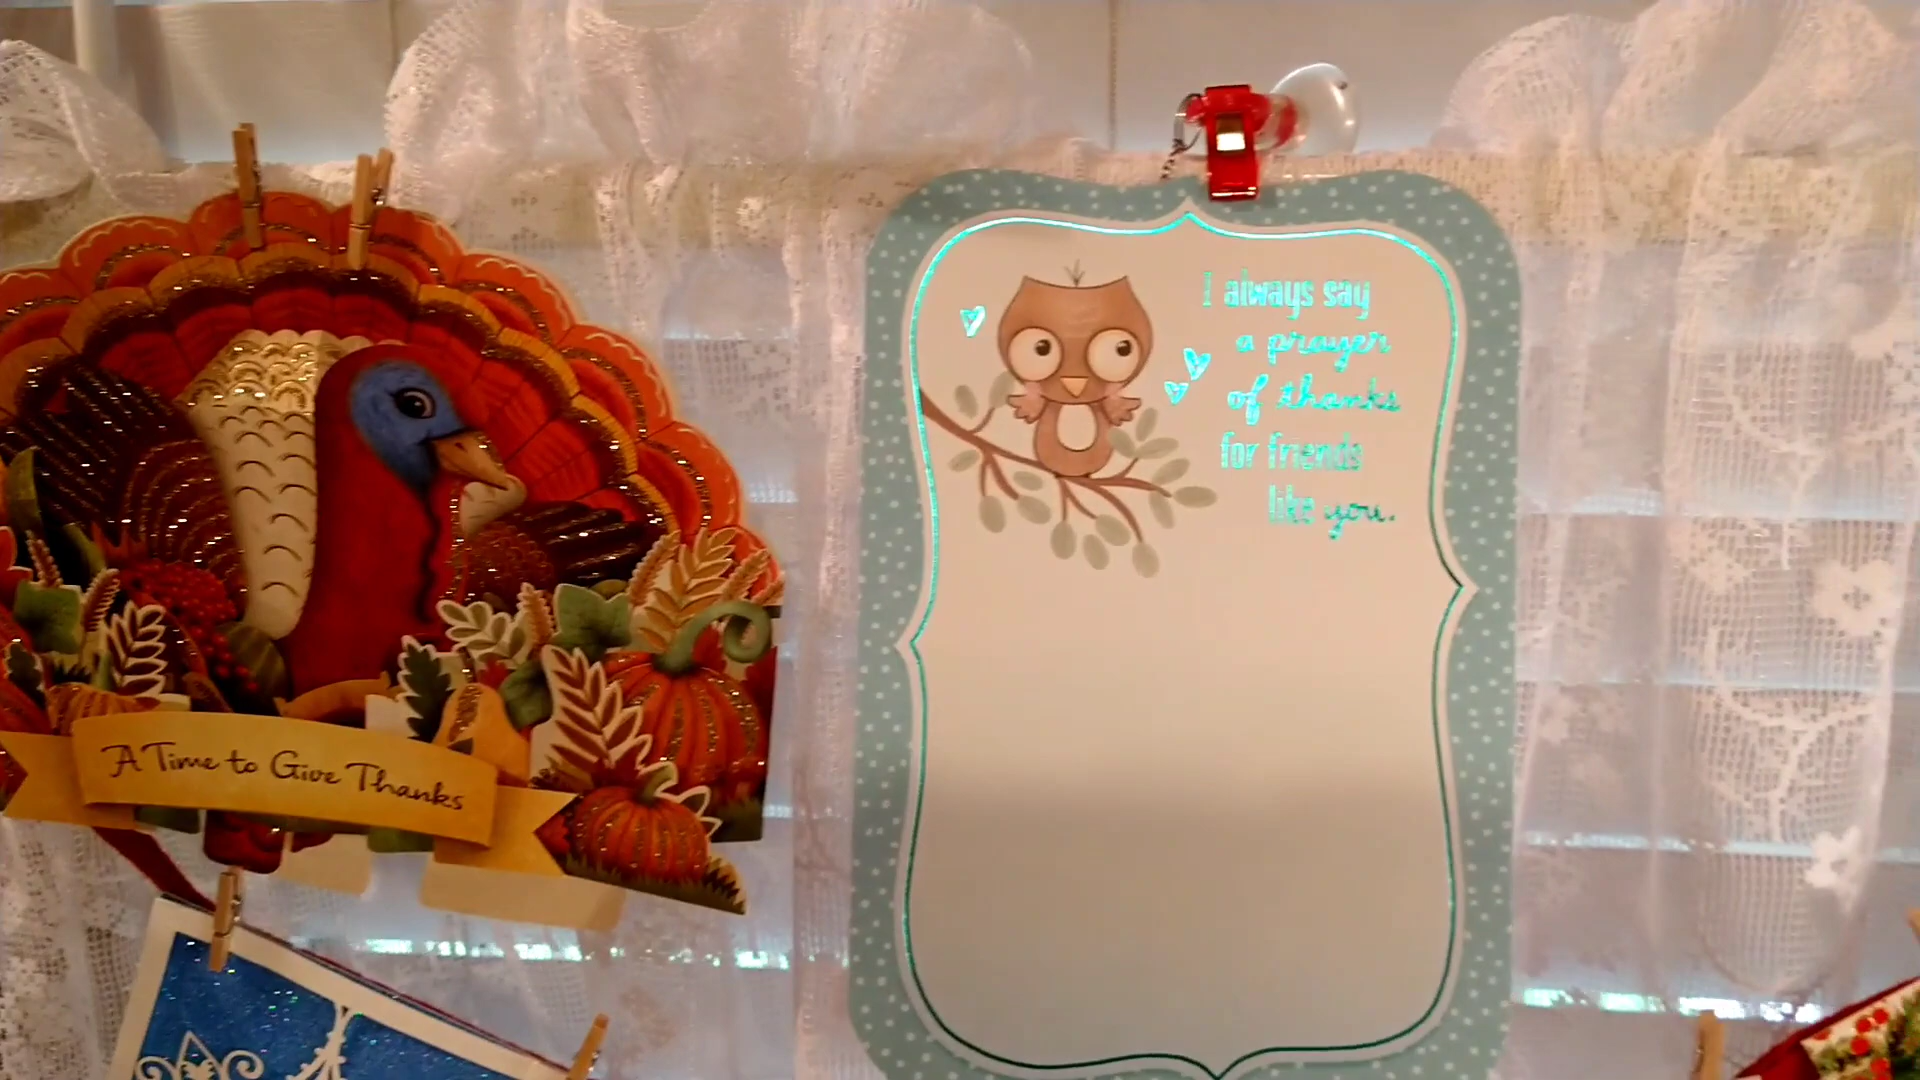 A Time to Give Thanks
I always say
a prayer
of thanks
for friends
like you.